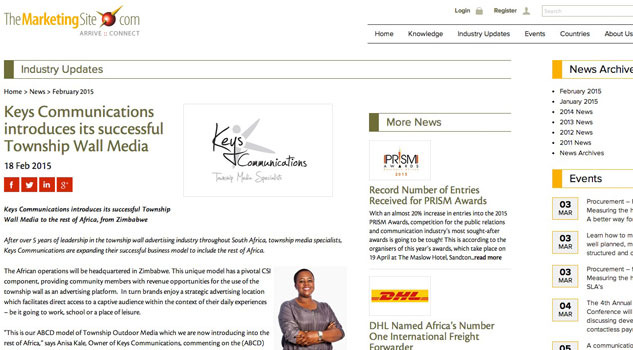 TheMarketingSite.com
ARRIVE :: CONNECT
Login
Register
Search
Home
Knowledge
Industry Updates
Events
Countries
About Us
Industry Updates
Home > News > February 2015
Keys Communications
introduces its successful
Township Wall Media
18 Feb 2015
Keys
Communications
Township Media Specialists
Keys Communications introduces its successful Township
Wall Media to the rest of Africa, from Zimbabwe
After over 5 years of leadership in the township wall advertising industry throughout South Africa, township media specialists,
Keys Communications are expanding their successful business model to include the rest of Africa.
The African operations will be headquartered in Zimbabwe. This unique model has a pivotal CSI
component, providing community members with revenue opportunities for the use of the
township wall as an advertising platform. In turn brands enjoy a strategic advertising location
which facilitates direct access to a captive audience within the context of their daily experiences
– be it going to work, school or a place of leisure.
"This is our ABCD model of Township Outdoor Media which we are now introducing into the
rest of Africa," says Anisa Kale, Owner of Keys Communications, commenting on the (ABCD)
More News
PRISM
AWARDS
2015
Record Number of Entries
Received for PRISM Awards
With an almost 20% increase in entries into the 2015
PRISM Awards, competition for the public relations
and communication industry's most sought-after
awards is going to be tough! This is according to the
organisers of this year's awards, which take place on
19 April at The Maslow Hotel, Sandton...read more
DHL
DHL Named Africa's Number
One International Freight
Forwarder
News Archive
February 2015
January 2015
2014 News
2013 News
2012 News
2011 News
News Archives
Events
03
MAR
Procurement –
Measuring the
A better way fo
03
MAR
Learn how to m
well planned, m
structured and
03
MAR
Procurement –
Measuring the
SLA's
04
MAR
The 4th Annual
Conference will
discussing deve
contactless pay
05
A communication